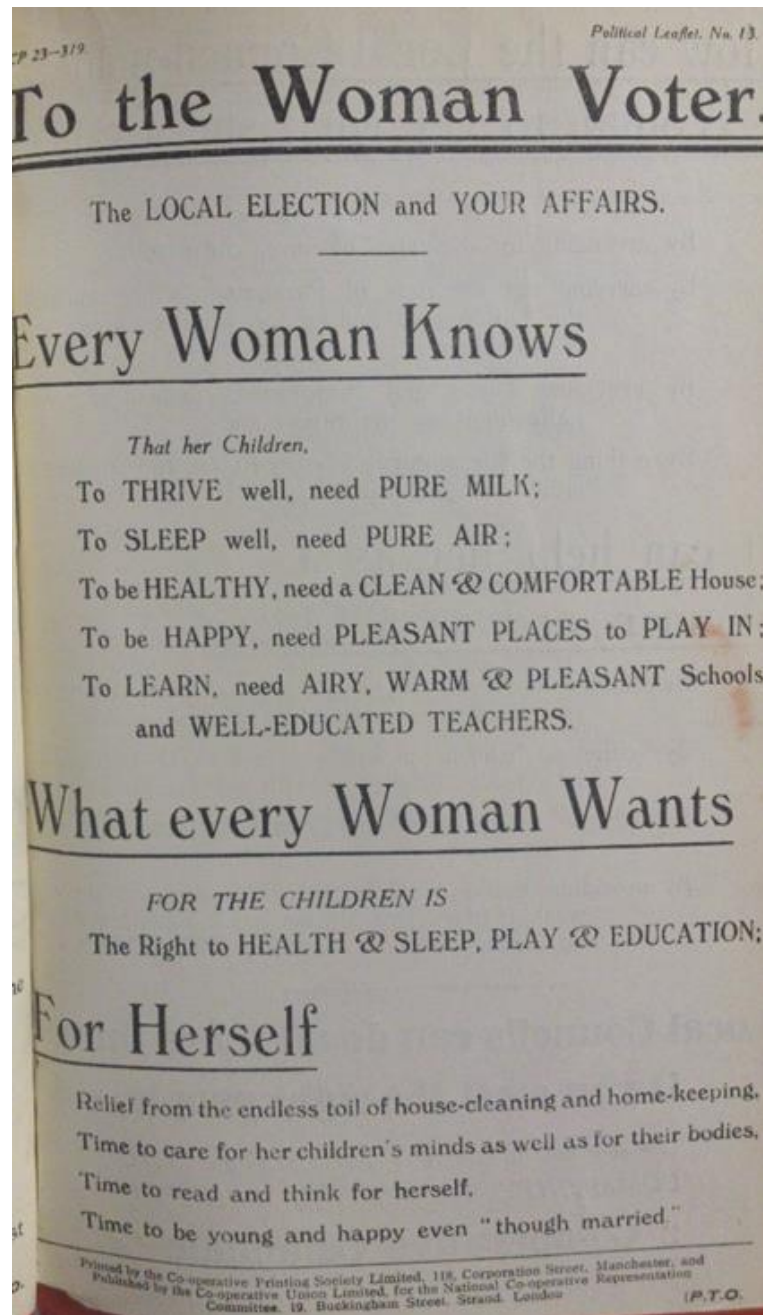 CP 23—319.
Political Leaflet. No. 13.
To the Woman Voter.
The LOCAL ELECTION and YOUR AFFAIRS.
Every Woman Knows
That her Children,
To THRIVE well, need PURE MILK;
To SLEEP well, need PURE AIR;
To be HEALTHY, need a CLEAN & COMFORTABLE House;
To be HAPPY, need PLEASANT PLACES to PLAY IN;
To LEARN, need AIRY, WARM & PLEASANT Schools
and WELL-EDUCATED TEACHERS.
What every Woman Wants
FOR THE CHILDREN IS
The Right to HEALTH & SLEEP, PLAY & EDUCATION;
For Herself
Relief from the endless toil of house-cleaning and home-keeping,
Time to care for her children's minds as well as for their bodies,
Time to read and think for herself,
Time to be young and happy even "though married."
Printed by the Co-operative Printing Society Limited, 118, Corporation Street, Manchester, and
Published by the Co-operative Union Limited, for the National Co-operative Representation
Committee, 19, Buckingham Street, Strand, London
(P.T.O.